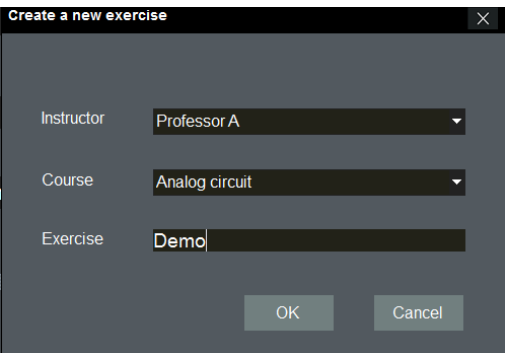 Create a new exercise
Instructor Professor A
Course Analog circuit
Exercise Demo
OK Cancel